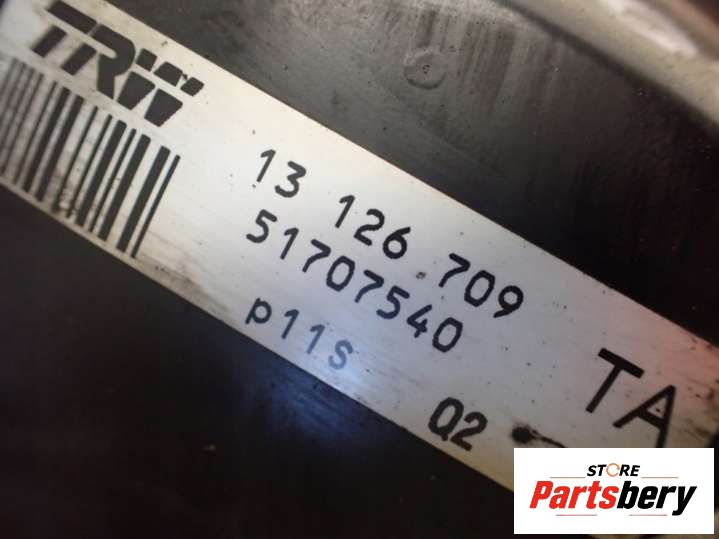 TRW
13 126 709
51707540
p11s
TA
Q2
STORE
Partsbery